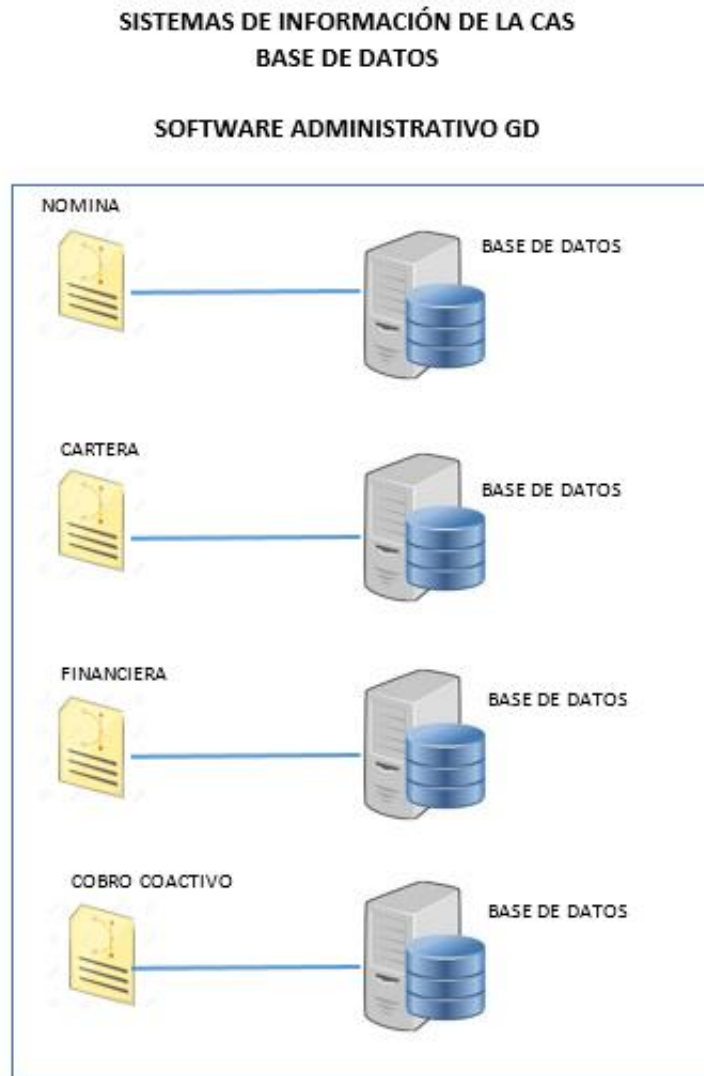 SISTEMAS DE INFORMACIÓN DE LA CAS
BASE DE DATOS
SOFTWARE ADMINISTRATIVO GD
NOMINA
BASE DE DATOS
CARTERA
BASE DE DATOS
FINANCIERA
BASE DE DATOS
COBRO COACTIVO
BASE DE DATOS